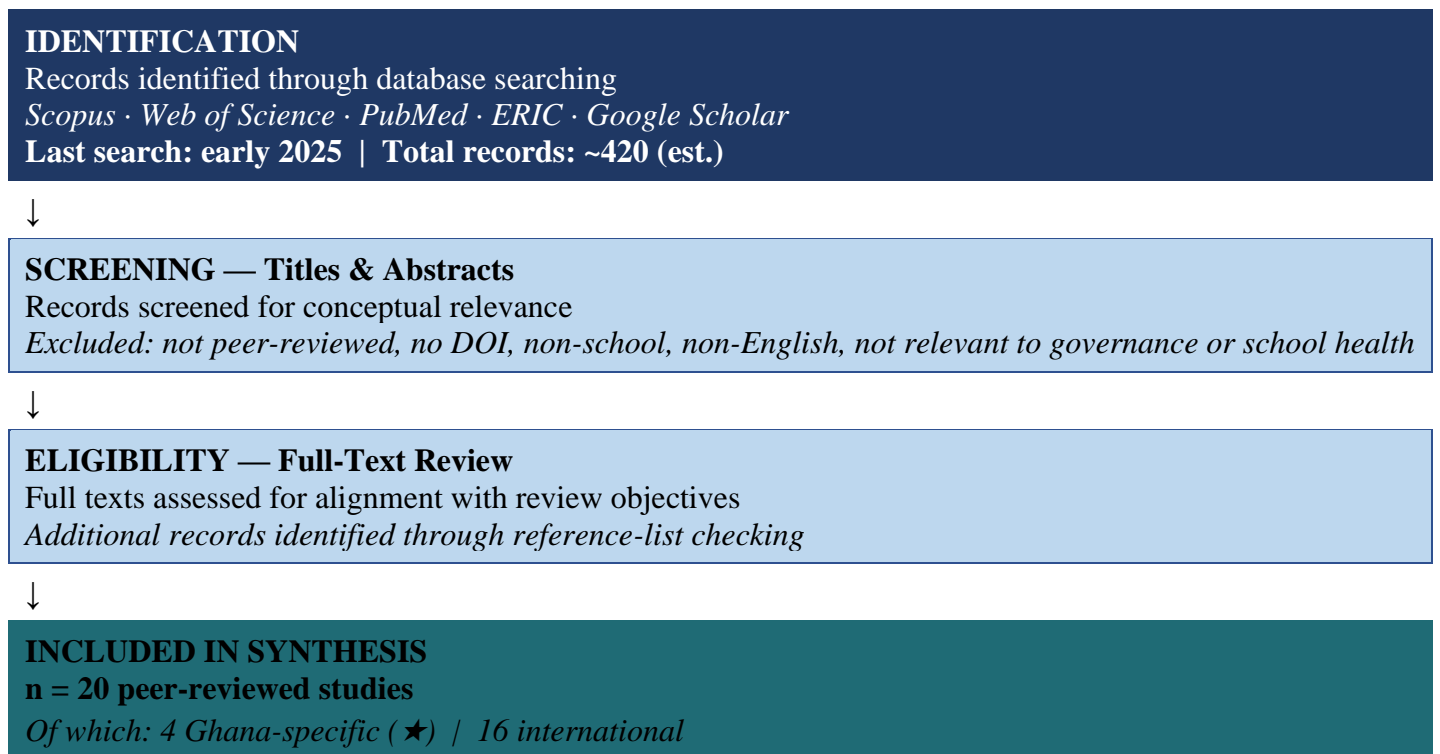 IDENTIFICATION
Records identified through database searching
Scopus · Web of Science · PubMed · ERIC · Google Scholar
Last search: early 2025 | Total records: ~420 (est.)
↓
SCREENING — Titles & Abstracts
Records screened for conceptual relevance
Excluded: not peer-reviewed, no DOI, non-school, non-English, not relevant to governance or school health
↓
ELIGIBILITY — Full-Text Review
Full texts assessed for alignment with review objectives
Additional records identified through reference-list checking
↓
INCLUDED IN SYNTHESIS
n = 20 peer-reviewed studies
Of which: 4 Ghana-specific (★) | 16 international